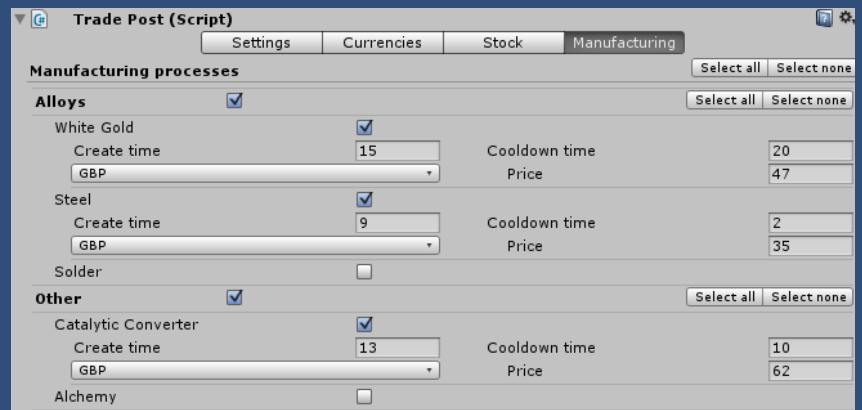 Trade Post (Script)
Settings Currencies Stock Manufacturing
Manufacturing processes Select all Select none
Alloys Select all Select none
White Gold
Create time 15 Cooldown time 20
GBP Price 47
Steel
Create time 9 Cooldown time 2
GBP Price 35
Solder
Other Select all Select none
Catalytic Converter
Create time 13 Cooldown time 10
GBP Price 62
Alchemy